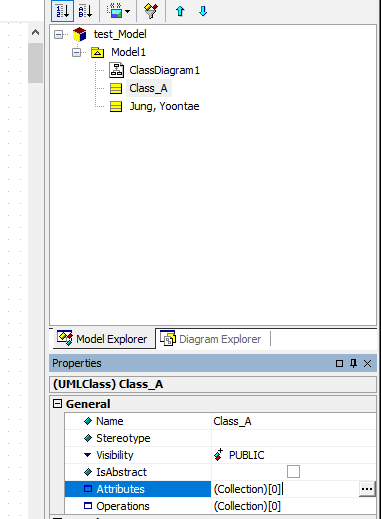 test_Model
Model1
ClassDiagram1
Class_A
Jung, Yoontae
Model Explorer
Diagram Explorer
Properties
(UMLClass) Class_A
General
Name Class_A
Stereotype
Visibility PUBLIC
IsAbstract
Attributes (Collection)[0] ...
Operations (Collection)[0]